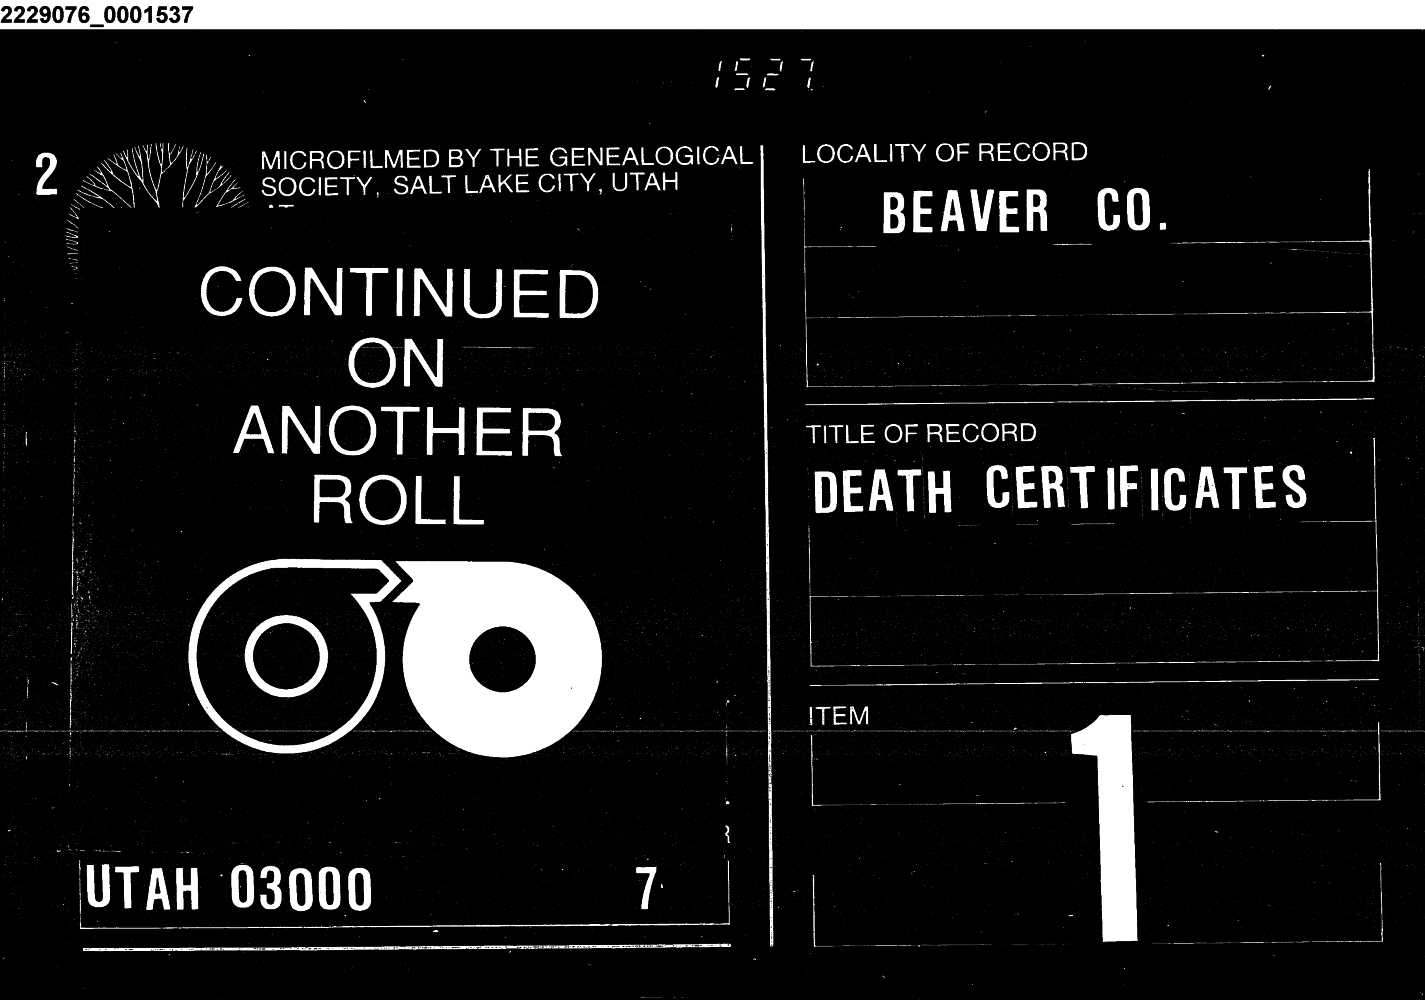 2229076_0001537
1527
2
MICROFILMED BY THE GENEALOGICAL
SOCIETY, SALT LAKE CITY, UTAH
CONTINUED
ON
ANOTHER
ROLL
UTAH 03000 7
LOCALITY OF RECORD
BEAVER CO.
TITLE OF RECORD
DEATH CERTIFICATES
ITEM
1